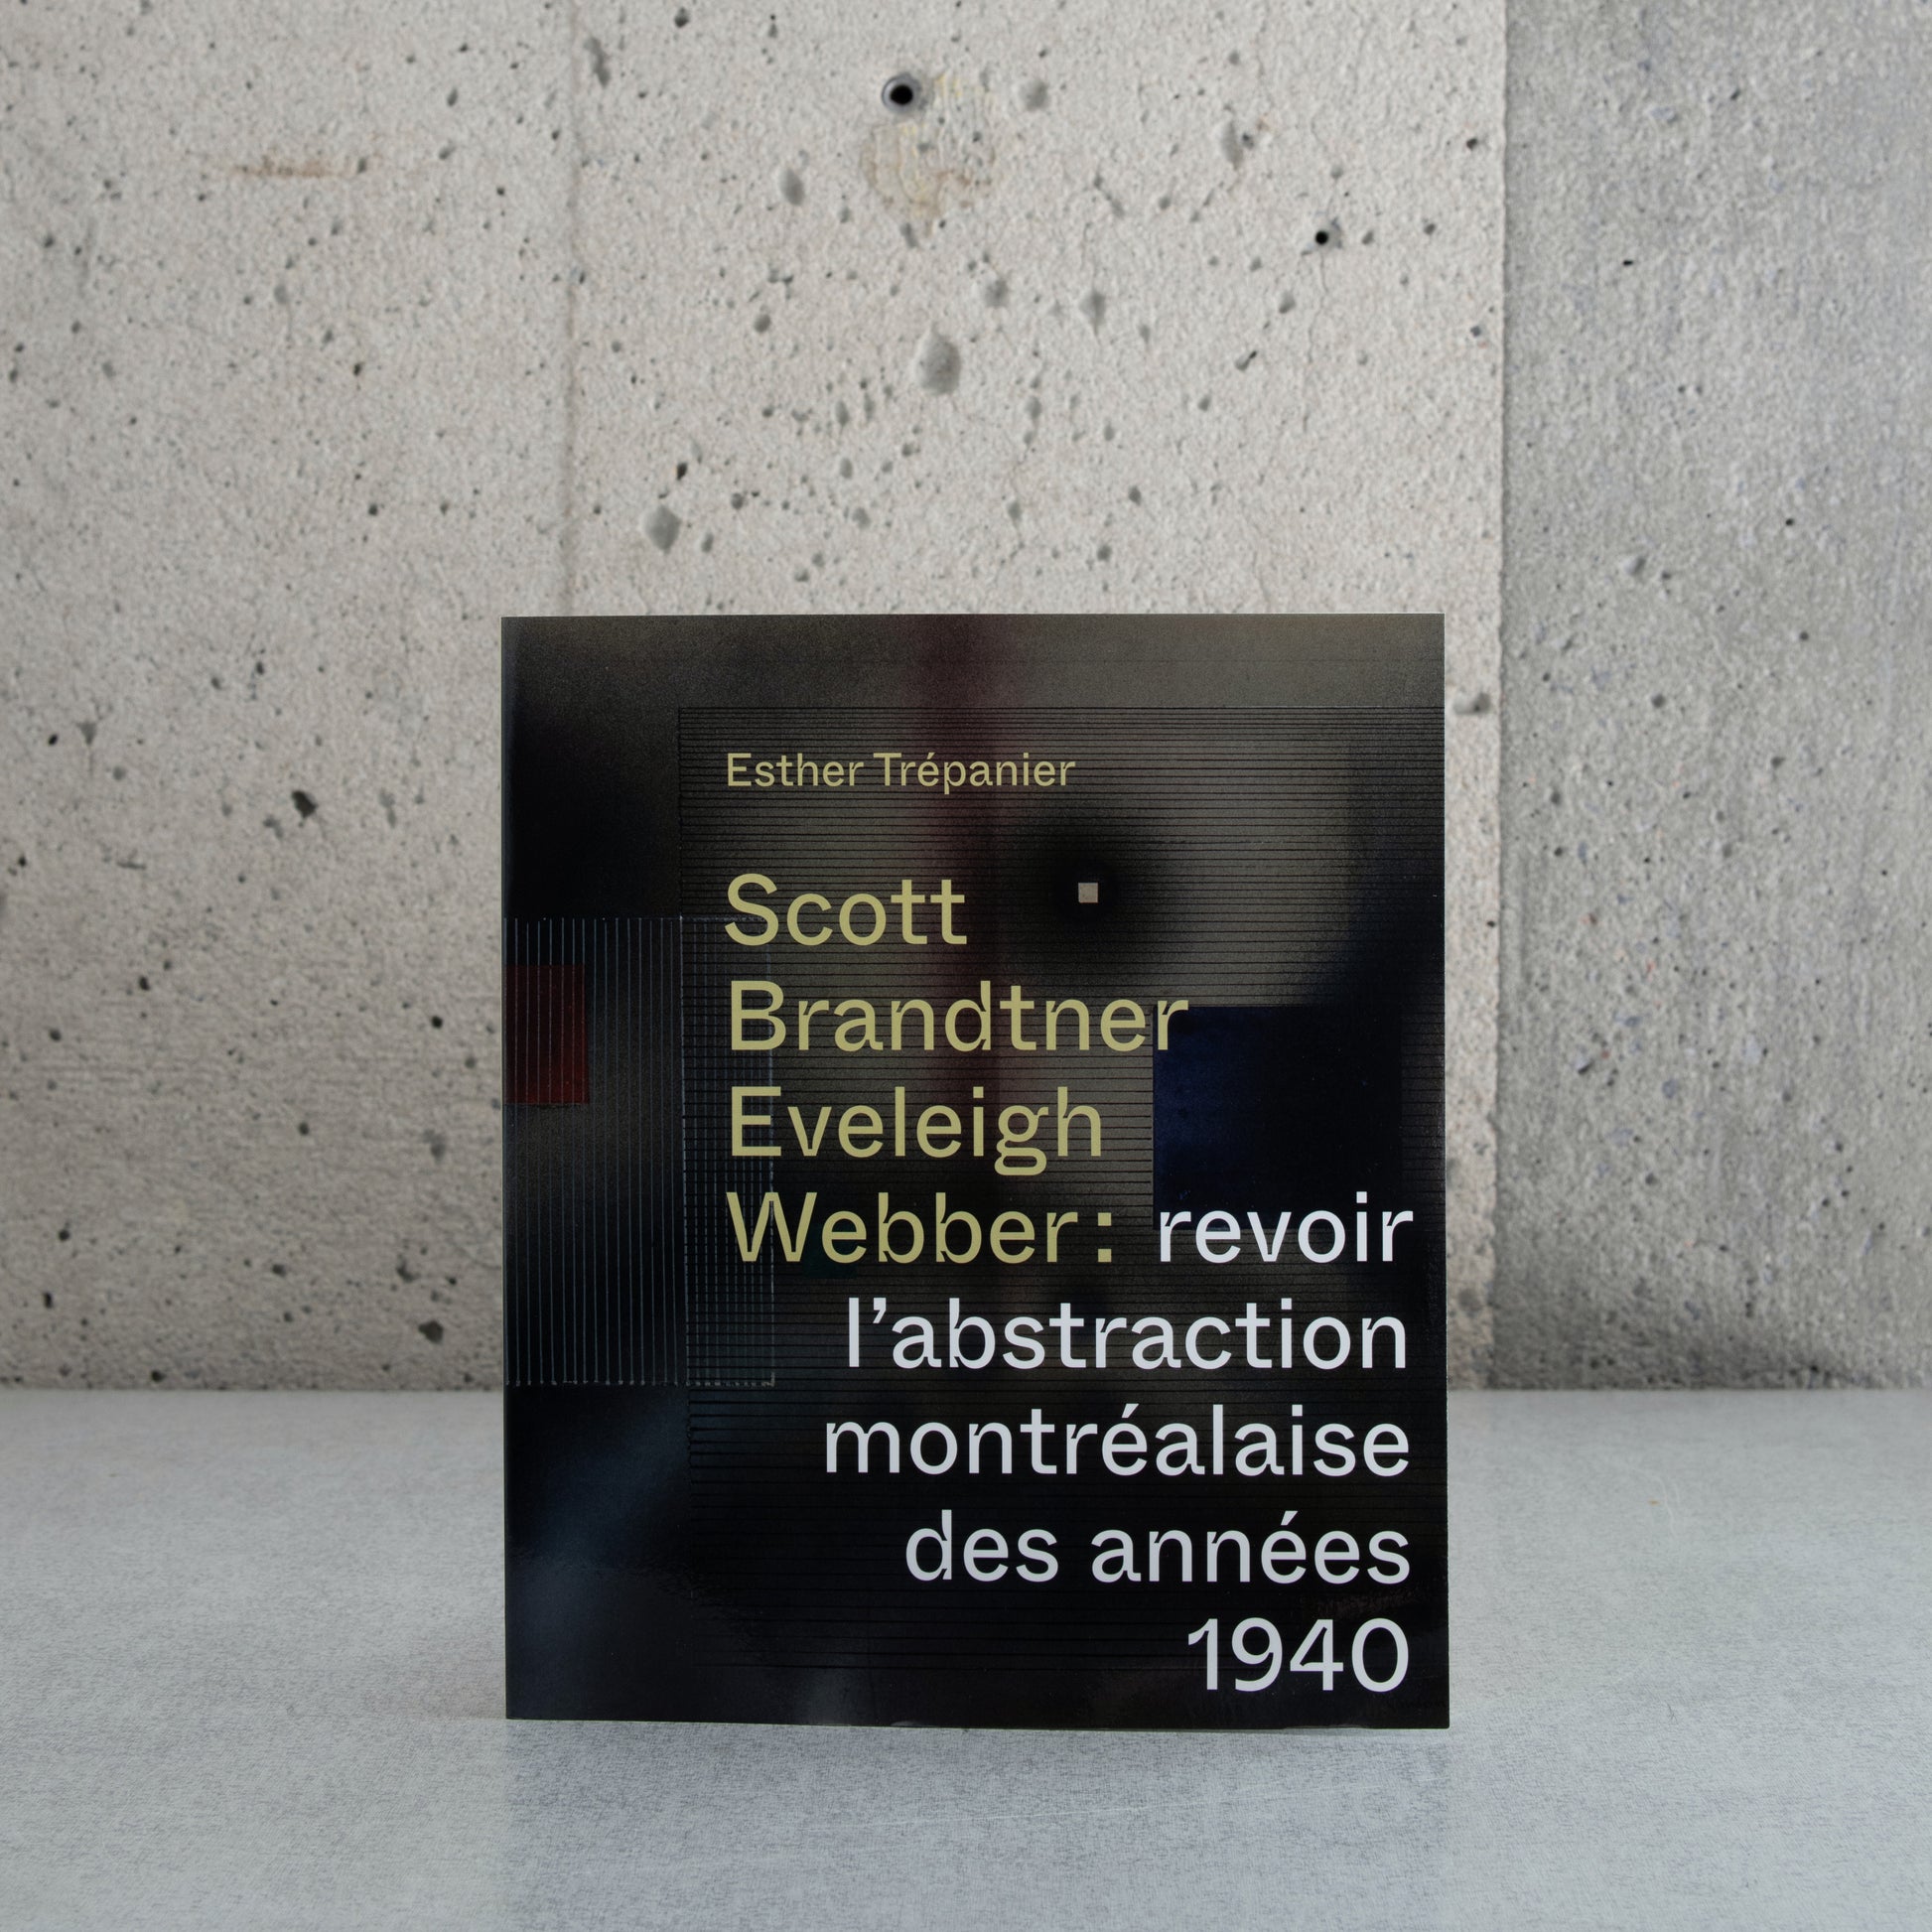 Esther Trépanier
Scott
Brandtner
Eveleigh
Webber : revoir
l’abstraction
montréalaise
des années
1940